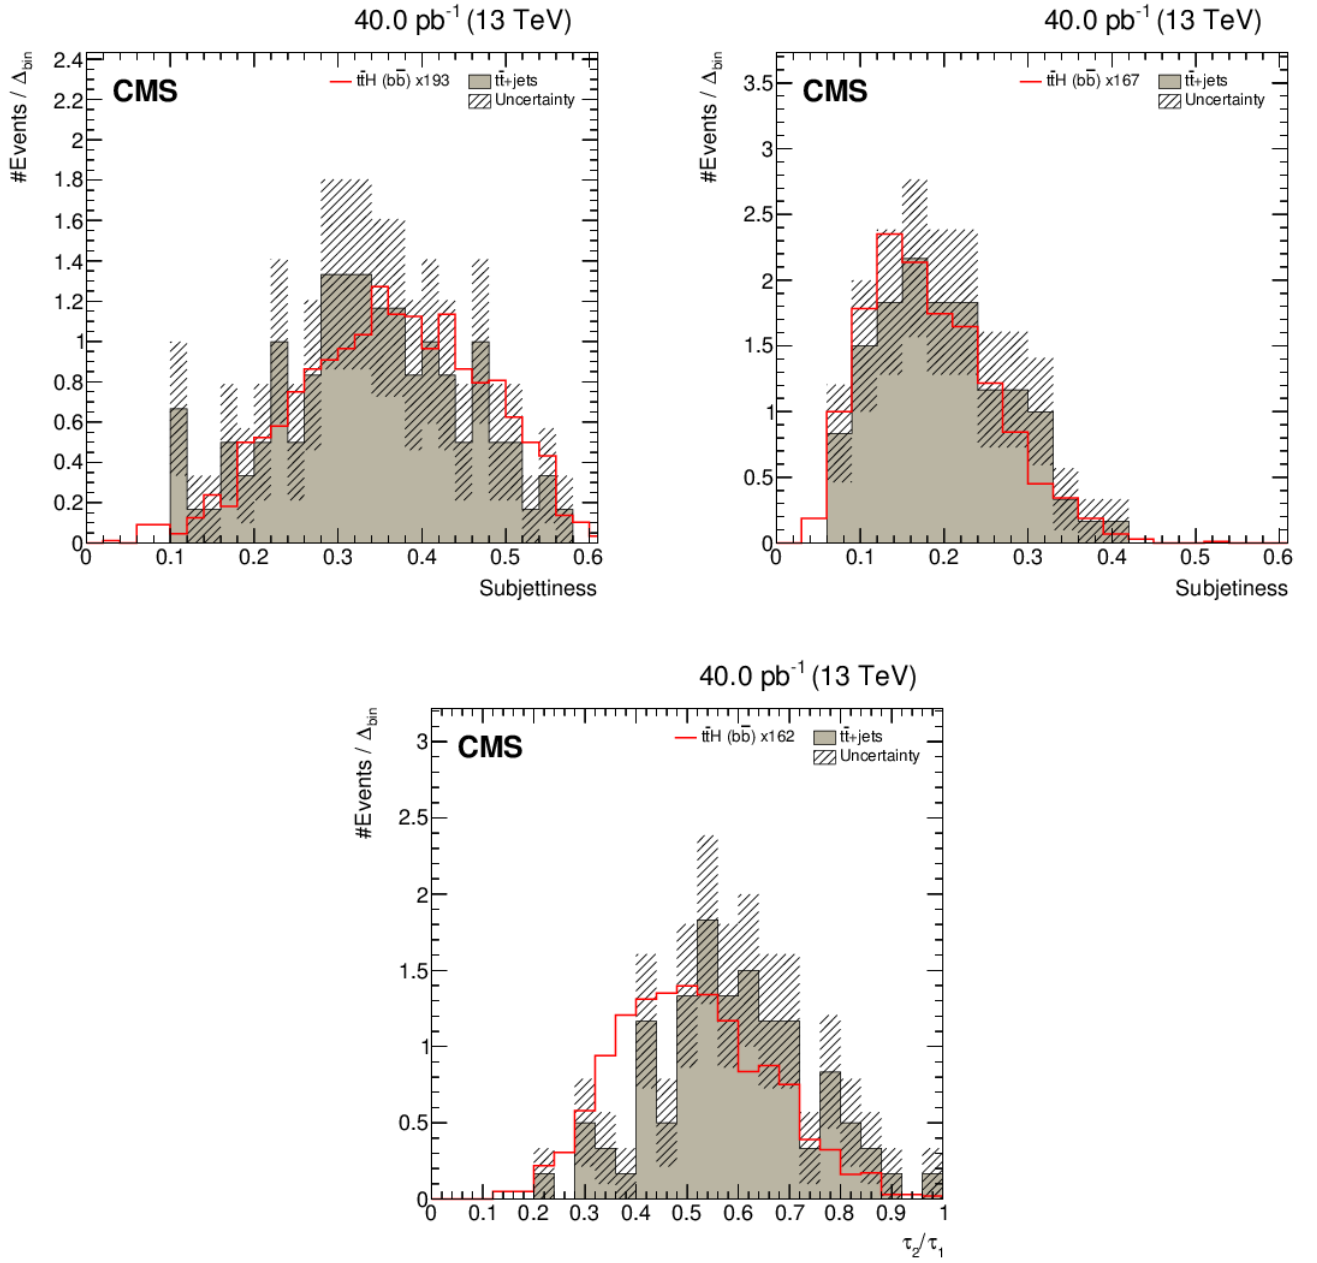 40.0 pb-1 (13 TeV)
#Events / Δbin
CMS
tt̄H (bb̄) x193
tt̄+jets
Uncertainty
2.4
2.2
2
1.8
1.6
1.4
1.2
1
0.8
0.6
0.4
0.2
0
0 0.1 0.2 0.3 0.4 0.5 0.6
Subjettiness
40.0 pb-1 (13 TeV)
#Events / Δbin
CMS
tt̄H (bb̄) x167
tt̄+jets
Uncertainty
3.5
3
2.5
2
1.5
1
0.5
0
0 0.1 0.2 0.3 0.4 0.5 0.6
Subjetiness
40.0 pb-1 (13 TeV)
#Events / Δbin
CMS
tt̄H (bb̄) x162
tt̄+jets
Uncertainty
3
2.5
2
1.5
1
0.5
0
0 0.1 0.2 0.3 0.4 0.5 0.6 0.7 0.8 0.9 1
τ2/τ1